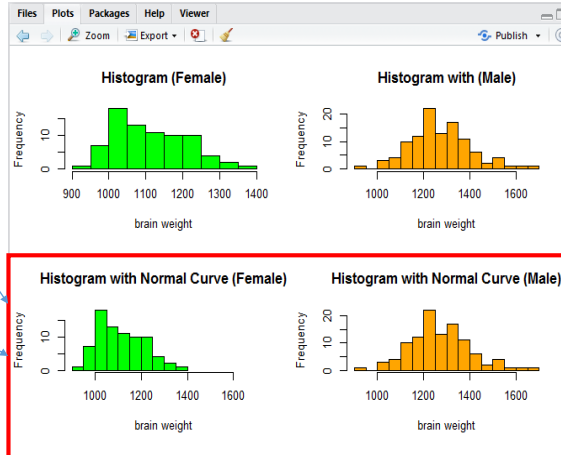 Files Plots Packages Help Viewer
Zoom Export Publish
Histogram (Female)
Frequency
0 10
900 1000 1100 1200 1300 1400
brain weight
Histogram with (Male)
Frequency
0 10 20
1000 1200 1400 1600
brain weight
Histogram with Normal Curve (Female)
Frequency
0 10
1000 1200 1400 1600
brain weight
Histogram with Normal Curve (Male)
Frequency
0 10 20
1000 1200 1400 1600
brain weight